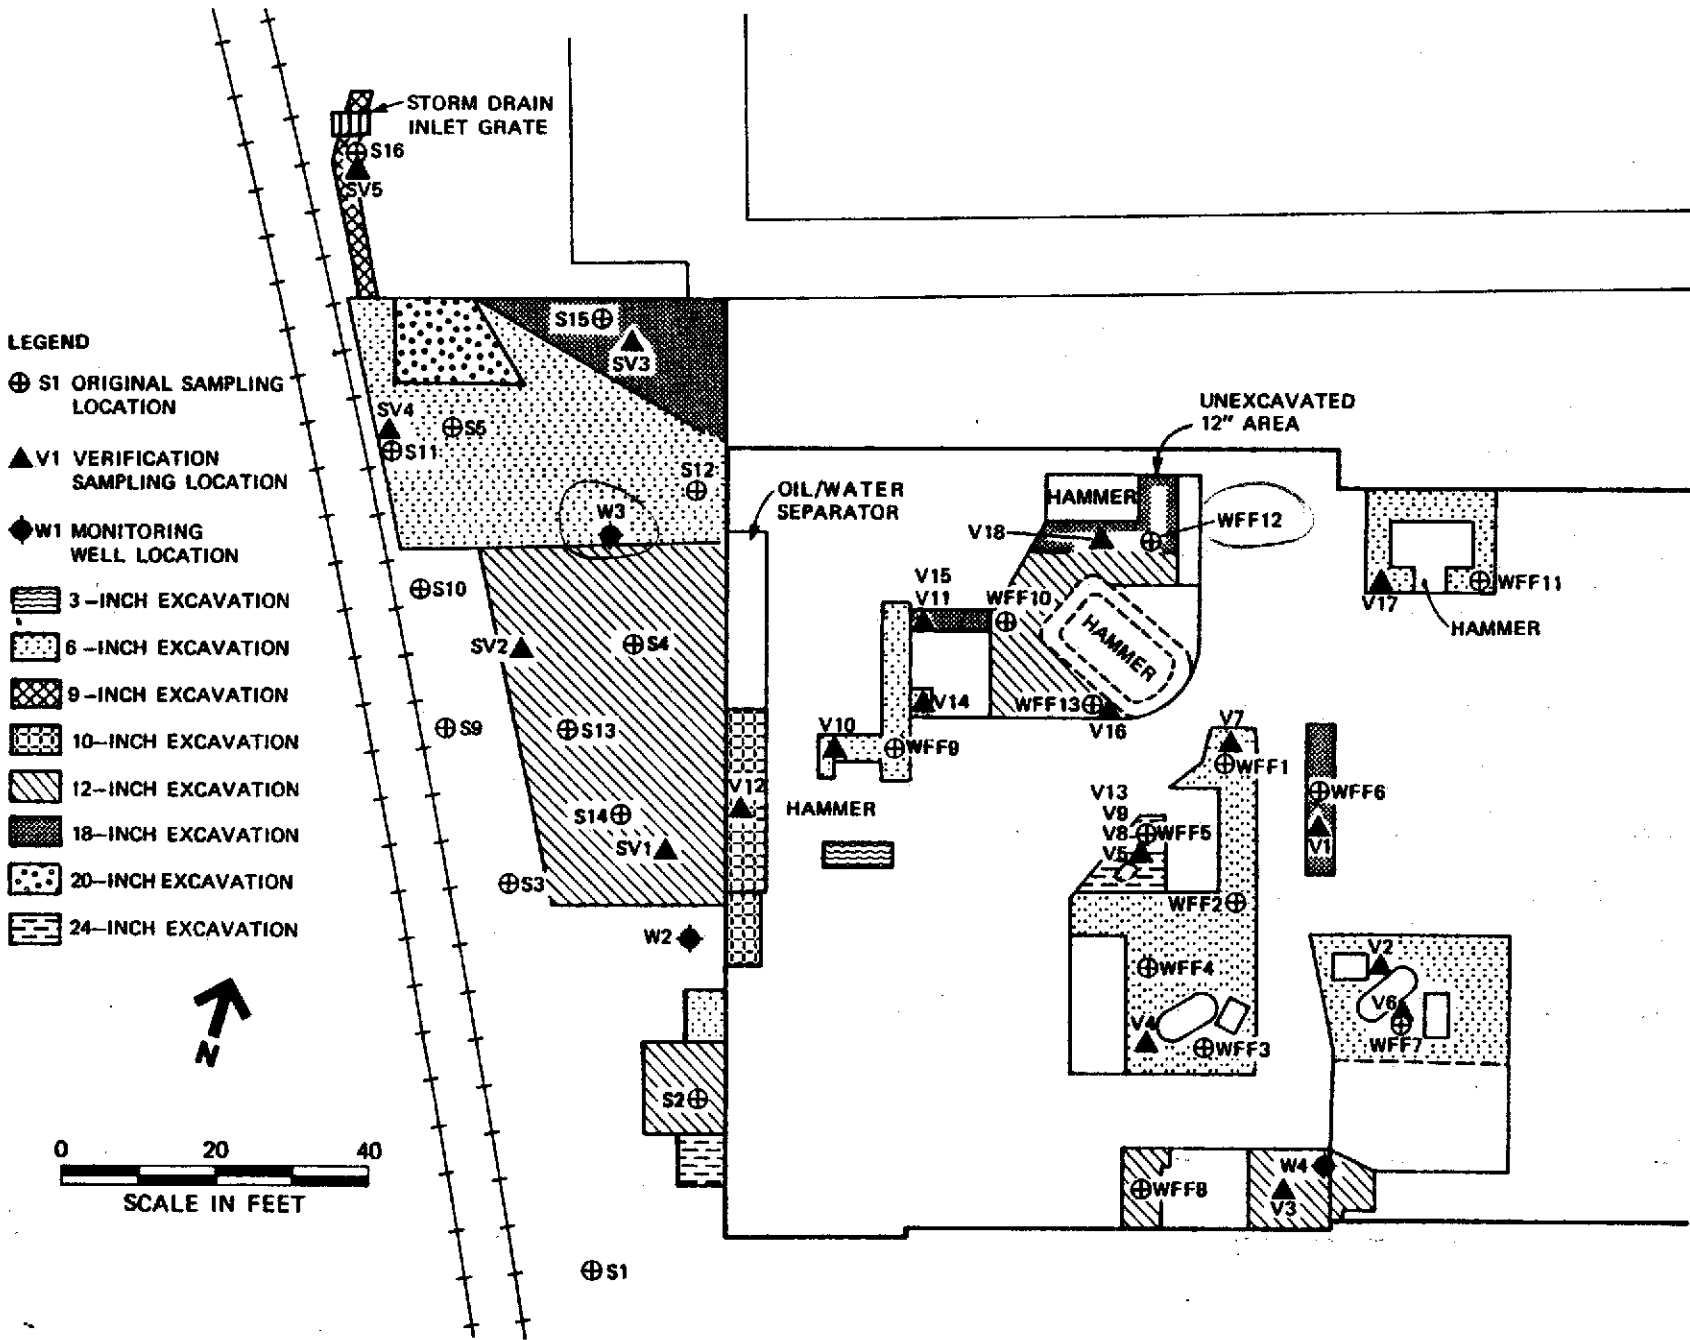 STORM DRAIN
INLET GRATE
S16
SV5
LEGEND
S1 ORIGINAL SAMPLING
LOCATION
V1 VERIFICATION
SAMPLING LOCATION
W1 MONITORING
WELL LOCATION
3-INCH EXCAVATION
6-INCH EXCAVATION
9-INCH EXCAVATION
10-INCH EXCAVATION
12-INCH EXCAVATION
18-INCH EXCAVATION
20-INCH EXCAVATION
24-INCH EXCAVATION
N
0 20 40
SCALE IN FEET
S15
SV3
SV4
S5
S11
S12
W3
S10
SV2
S4
S9
S13
S14
SV1
S3
W2
S2
S1
OIL/WATER
SEPARATOR
V12
HAMMER
UNEXCAVATED
12" AREA
HAMMER
V18
WFF12
V15
V11
WFF10
HAMMER
V14
WFF13
V16
V10
WFF9
V17
WFF11
HAMMER
V7
WFF1
V13
V9
V8
V5
WFF5
WFF6
V1
WFF2
WFF4
V4
WFF3
V2
V6
WFF7
WFF8
W4
V3